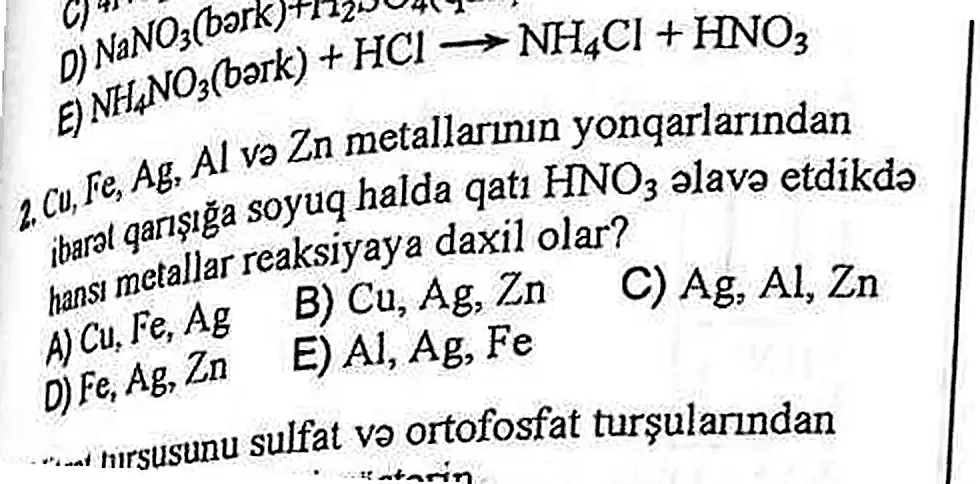 C)
D) NaNO₃(bərk)+H₂SO₄
E) NH₄NO₃(bərk) + HCl ⟶ NH₄Cl + HNO₃
2. Cu, Fe, Ag, Al və Zn metallarının yonqarlarından
ibarət qarışığa soyuq halda qatı HNO₃ əlavə etdikdə
hansı metallar reaksiyaya daxil olar?
A) Cu, Fe, Ag B) Cu, Ag, Zn C) Ag, Al, Zn
D) Fe, Ag, Zn E) Al, Ag, Fe
turşusunu sulfat və ortofosfat turşularından